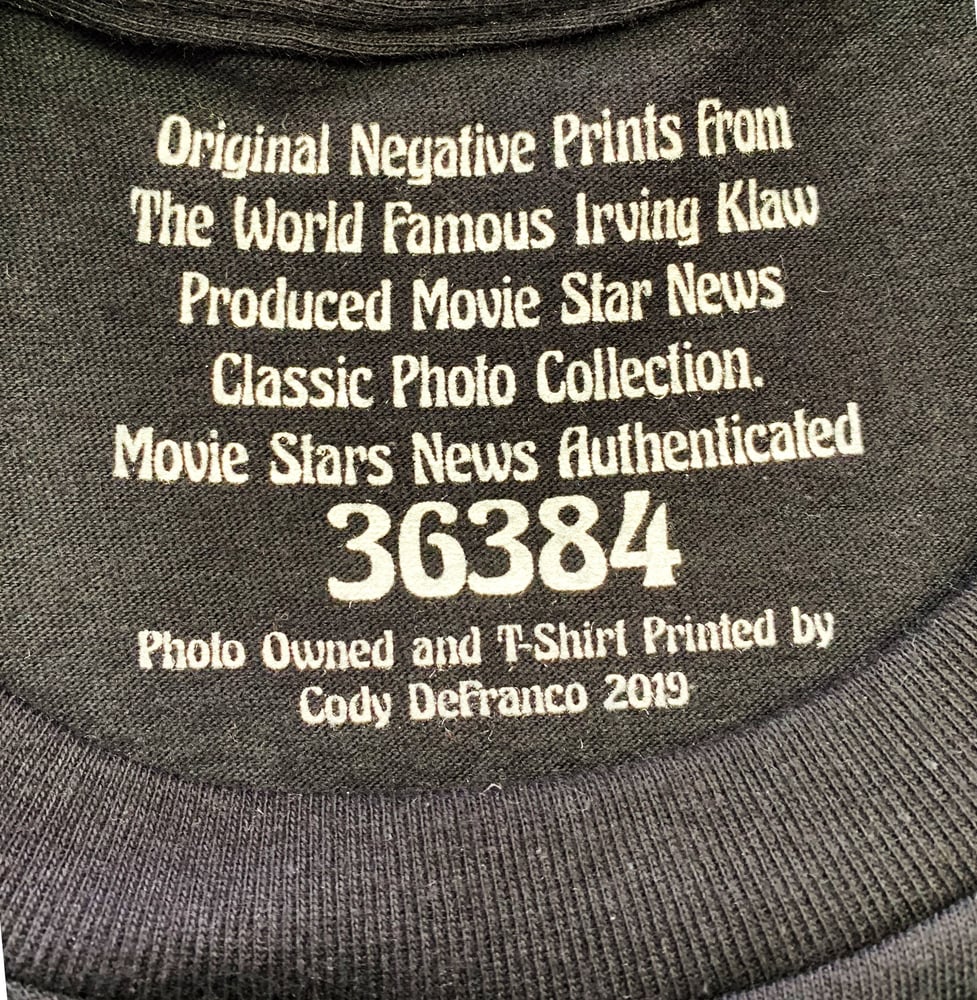 Original Negative Prints from
The World Famous Irving Klaw
Produced Movie Star News
Classic Photo Collection.
Movie Stars News Authenticated
36384
Photo Owned and T-Shirt Printed by
Cody DeFranco 2019